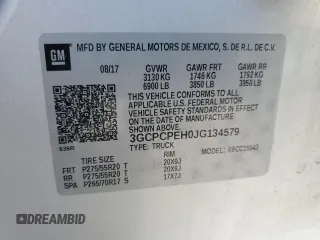 GM
MFD BY GENERAL MOTORS DE MEXICO, S. DE R.L. DE C.V.
08/17 GVWR GAWR FRT GAWR RR
3130 KG 1746 KG 1792 KG
6900 LB 3850 LB 3950 LB
THIS VEHICLE CONFORMS TO ALL APPLICABLE
VEHICLE SAFETY
THEFT PREVENTION STANDARDS IN EFFECT ON THE DATE OF
MANUFACTURE SHOWN ABOVE.
3GCPCPEH0JG134579
TYPE: TRUCK MODEL:
TIRE SIZE RIM
FRT P275/55R20 T 20X9J
RR P275/55R20 T 20X9J
SPA P265/70R17 S 17X7J